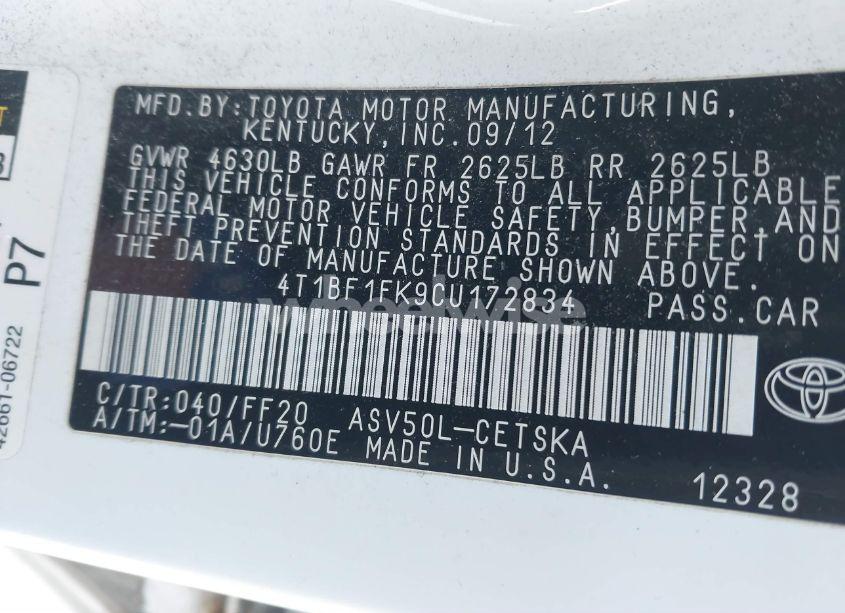 MFD.BY:TOYOTA MOTOR MANUFACTURING,
KENTUCKY,INC.09/12
GVWR 4630LB GAWR FR 2625LB RR 2625LB
THIS VEHICLE CONFORMS TO ALL APPLICABLE
FEDERAL MOTOR VEHICLE SAFETY,BUMPER,AND
THEFT PREVENTION STANDARDS IN EFFECT ON
THE DATE OF MANUFACTURE SHOWN ABOVE.
4T1BF1FK9CU172834 PASS.CAR
wheelwise
C/TR:040/FF20 ASV50L-CETSKA
A/TM:-01A/U760E MADE IN U.S.A.
12328
P7
42661-06722